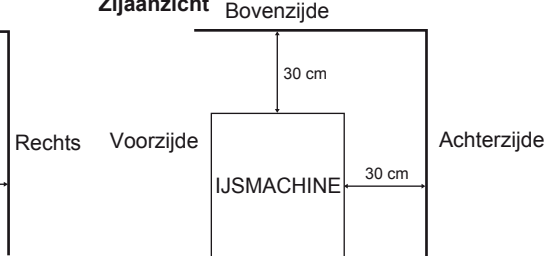 Zijaanzicht
Bovenzijde
30 cm
Rechts
Voorzijde
Achterzijde
IJSMACHINE
30 cm